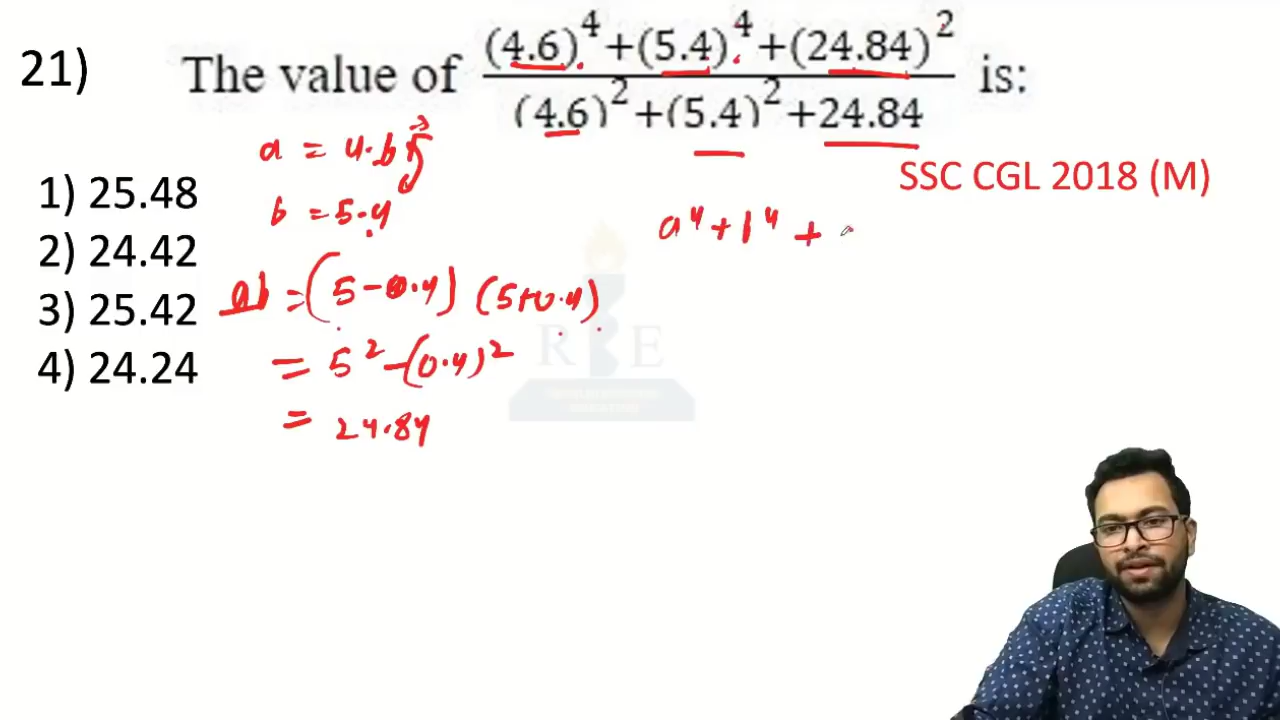 21) The value of (4.6)^4+(5.4)^4+(24.84)^2 / (4.6)^2+(5.4)^2+24.84 is:
SSC CGL 2018 (M)
1) 25.48
2) 24.42
3) 25.42
4) 24.24
a = 4.6
b = 5.4
ab = (5-0.4) (5+0.4)
= 5^2 - (0.4)^2
= 24.84
a^4 + b^4 +
R E